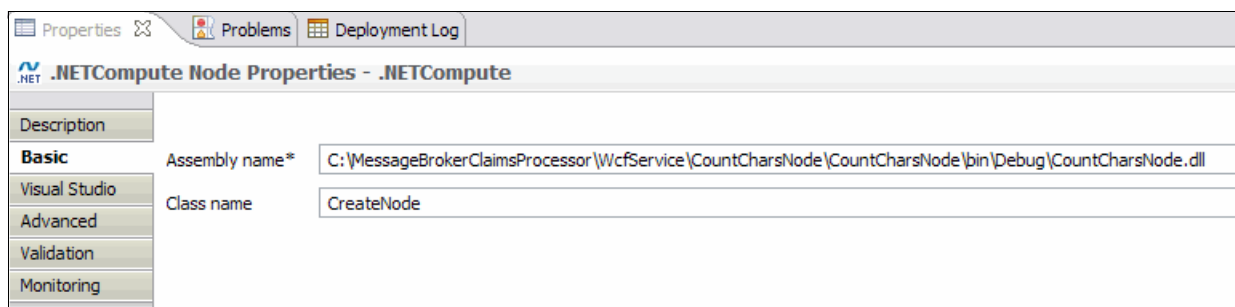 Properties Problems Deployment Log
.NET .NETCompute Node Properties - .NETCompute
Description
Basic Assembly name* C:\MessageBrokerClaimsProcessor\WcfService\CountCharsNode\CountCharsNode\bin\Debug\CountCharsNode.dll
Visual Studio
Class name CreateNode
Advanced
Validation
Monitoring